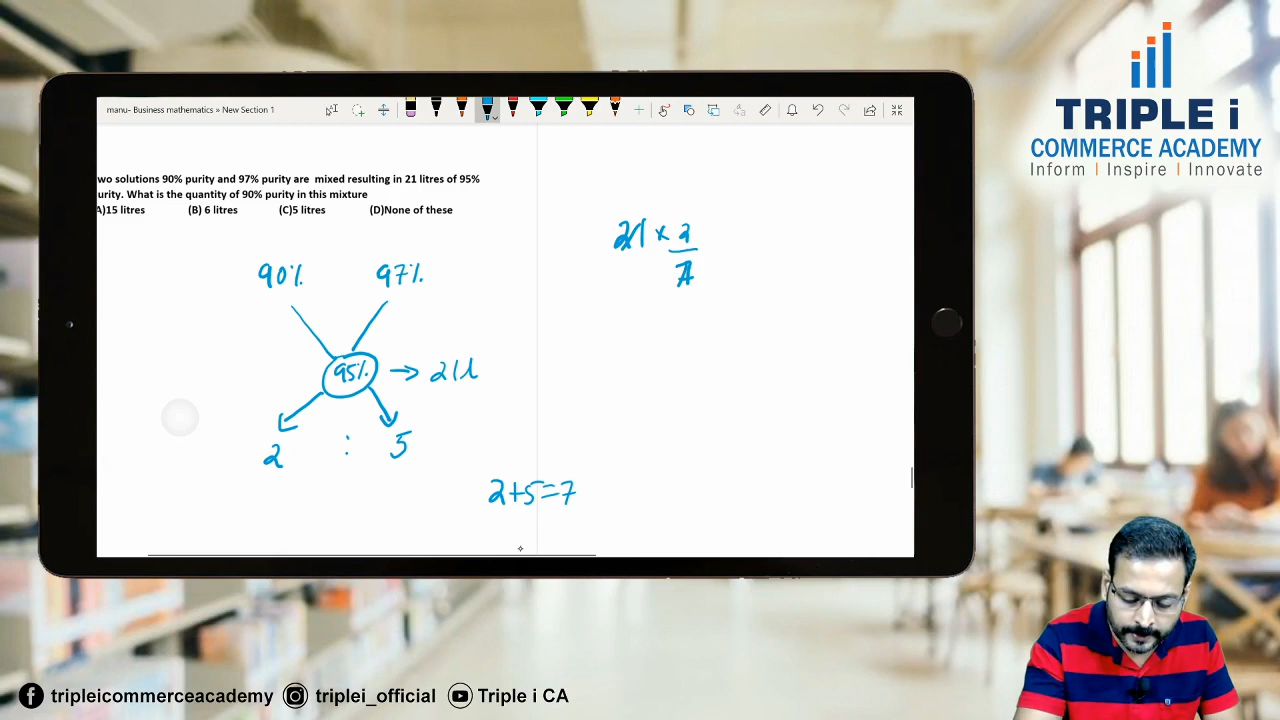 TRIPLE i
COMMERCE ACADEMY
Inform | Inspire | Innovate
manu- Business mathematics » New Section 1
wo solutions 90% purity and 97% purity are mixed resulting in 21 litres of 95%
urity. What is the quantity of 90% purity in this mixture
A)15 litres (B) 6 litres (C)5 litres (D)None of these
21 × 2
7
90% 97%
95% → 21l
2 : 5
2+5=7
tripleicommerceacademy triplei_official Triple i CA